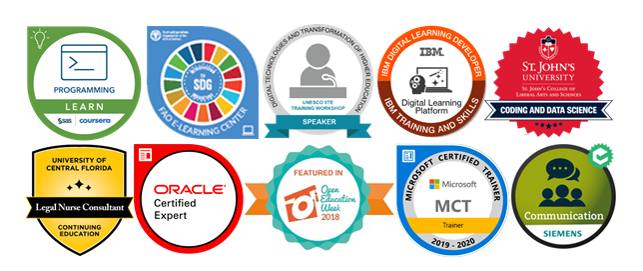 PROGRAMMING
LEARN
sas
coursera
SDG
FAO E-LEARNING CENTER
DIGITAL TECHNOLOGIES AND TRANSFORMATION OF HIGHER EDUCATION
UNESCO IITE
TRAINING WORKSHOP
SPEAKER
IBM DIGITAL LEARNING DEVELOPER
IBM
Digital Learning
Platform
IBM TRAINING AND SKILLS
ST. JOHN'S
UNIVERSITY
ST. JOHN'S COLLEGE OF
LIBERAL ARTS AND SCIENCES
CODING AND DATA SCIENCE
UNIVERSITY OF
CENTRAL FLORIDA
Legal Nurse Consultant
CONTINUING
EDUCATION
ORACLE
Certified
Expert
FEATURED IN
Open
Education
Week
2018
MICROSOFT CERTIFIED TRAINER
Microsoft
MCT
Trainer
2019 - 2020
Communication
SIEMENS